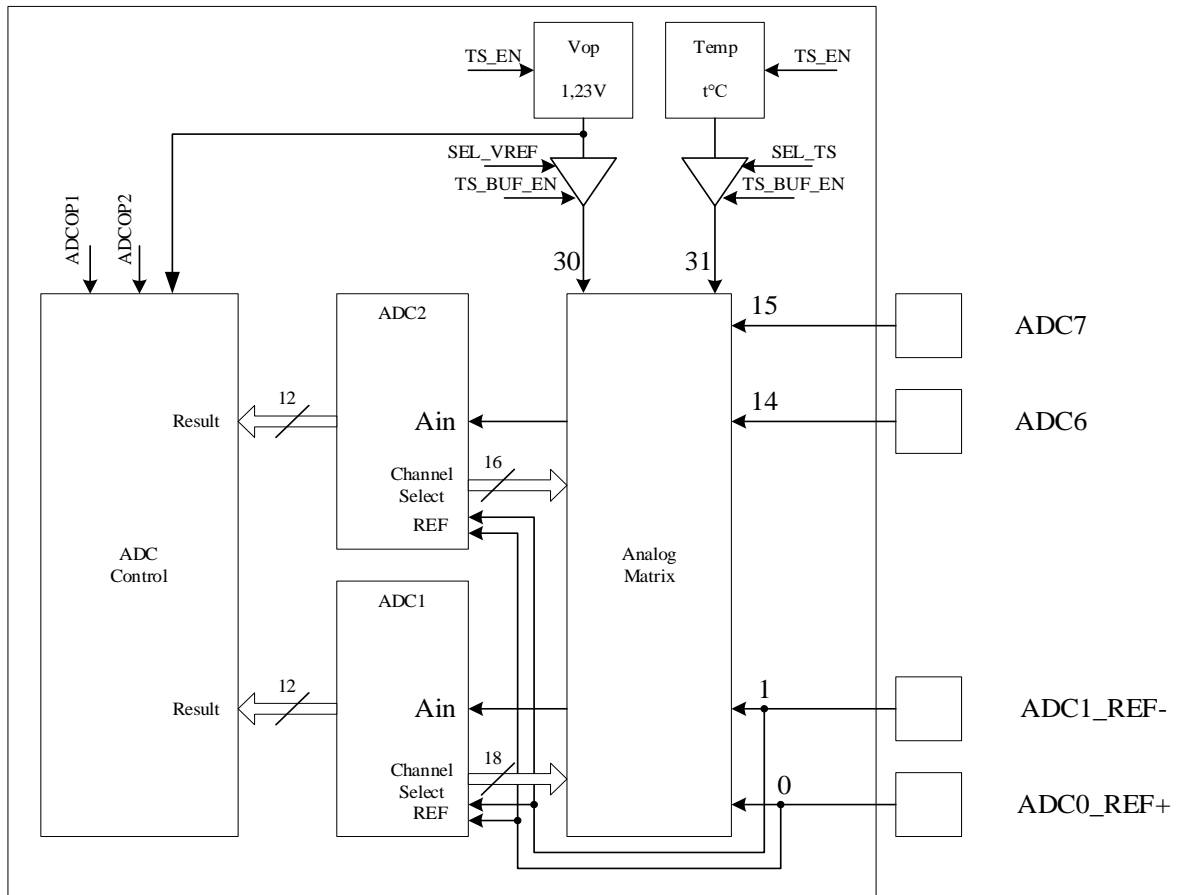 Vop
1,23V
Temp
t°C
TS_EN
TS_EN
SEL_VREF
TS_BUF_EN
SEL_TS
TS_BUF_EN
ADCOP1
ADCOP2
30
31
ADC2
15
ADC7
Result
12
Ain
14
ADC6
Channel
Select
16
REF
ADC
Control
Analog
Matrix
ADC1
Result
12
Ain
1
ADC1_REF-
Channel
Select
18
REF
0
ADC0_REF+